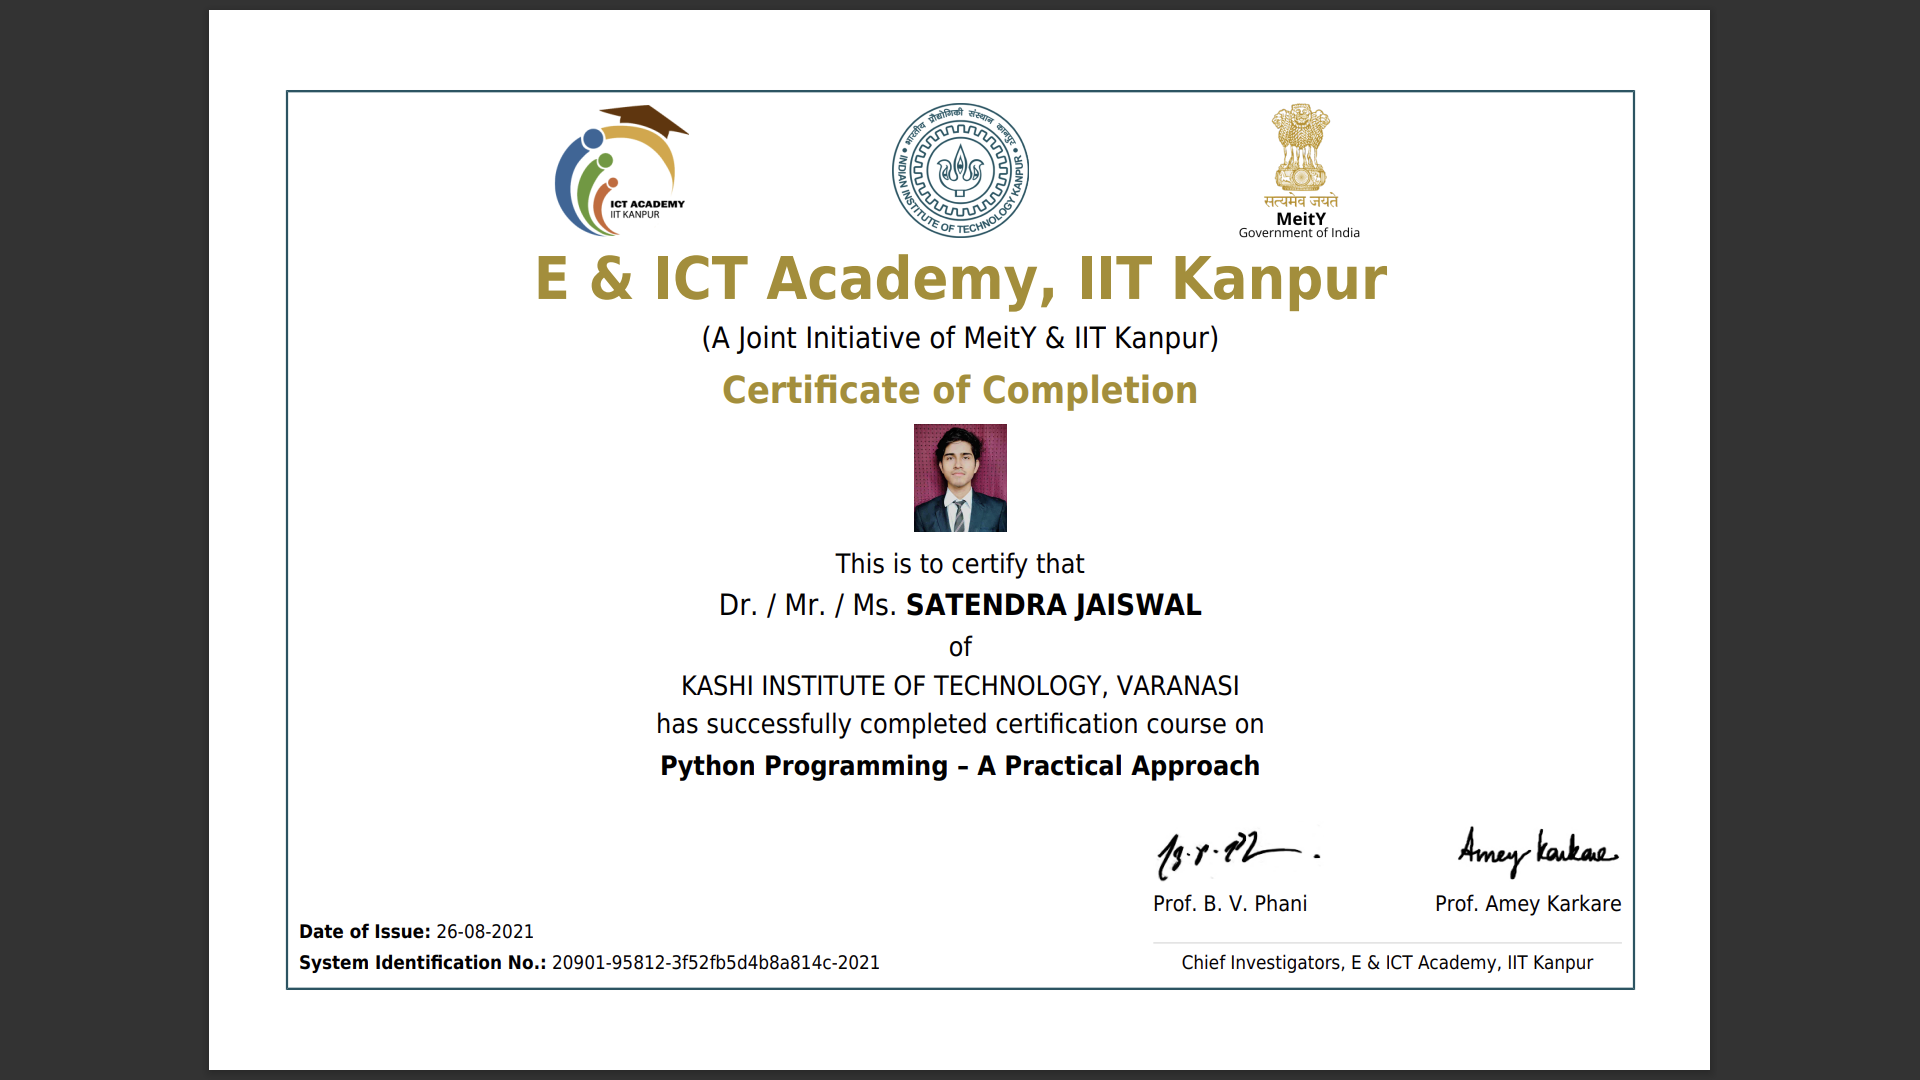 ICT ACADEMY
IIT KANPUR
भारतीय प्रौद्योगिकी संस्थान कानपुर
INDIAN INSTITUTE OF TECHNOLOGY KANPUR
सत्यमेव जयते
MeitY
Government of India
E & ICT Academy, IIT Kanpur
(A Joint Initiative of MeitY & IIT Kanpur)
Certificate of Completion
This is to certify that
Dr. / Mr. / Ms. SATENDRA JAISWAL
of
KASHI INSTITUTE OF TECHNOLOGY, VARANASI
has successfully completed certification course on
Python Programming – A Practical Approach
Amey Karkare
Prof. B. V. Phani
Prof. Amey Karkare
Date of Issue: 26-08-2021
System Identification No.: 20901-95812-3f52fb5d4b8a814c-2021
Chief Investigators, E & ICT Academy, IIT Kanpur